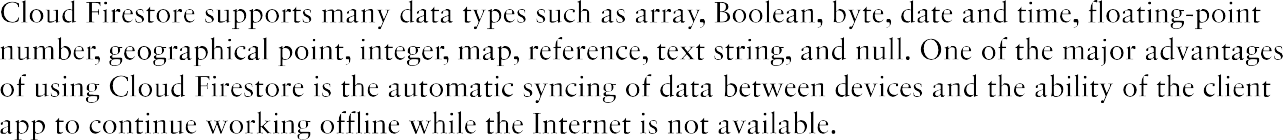 Cloud Firestore supports many data types such as array, Boolean, byte, date and time, floating-point
number, geographical point, integer, map, reference, text string, and null. One of the major advantages
of using Cloud Firestore is the automatic syncing of data between devices and the ability of the client
app to continue working offline while the Internet is not available.